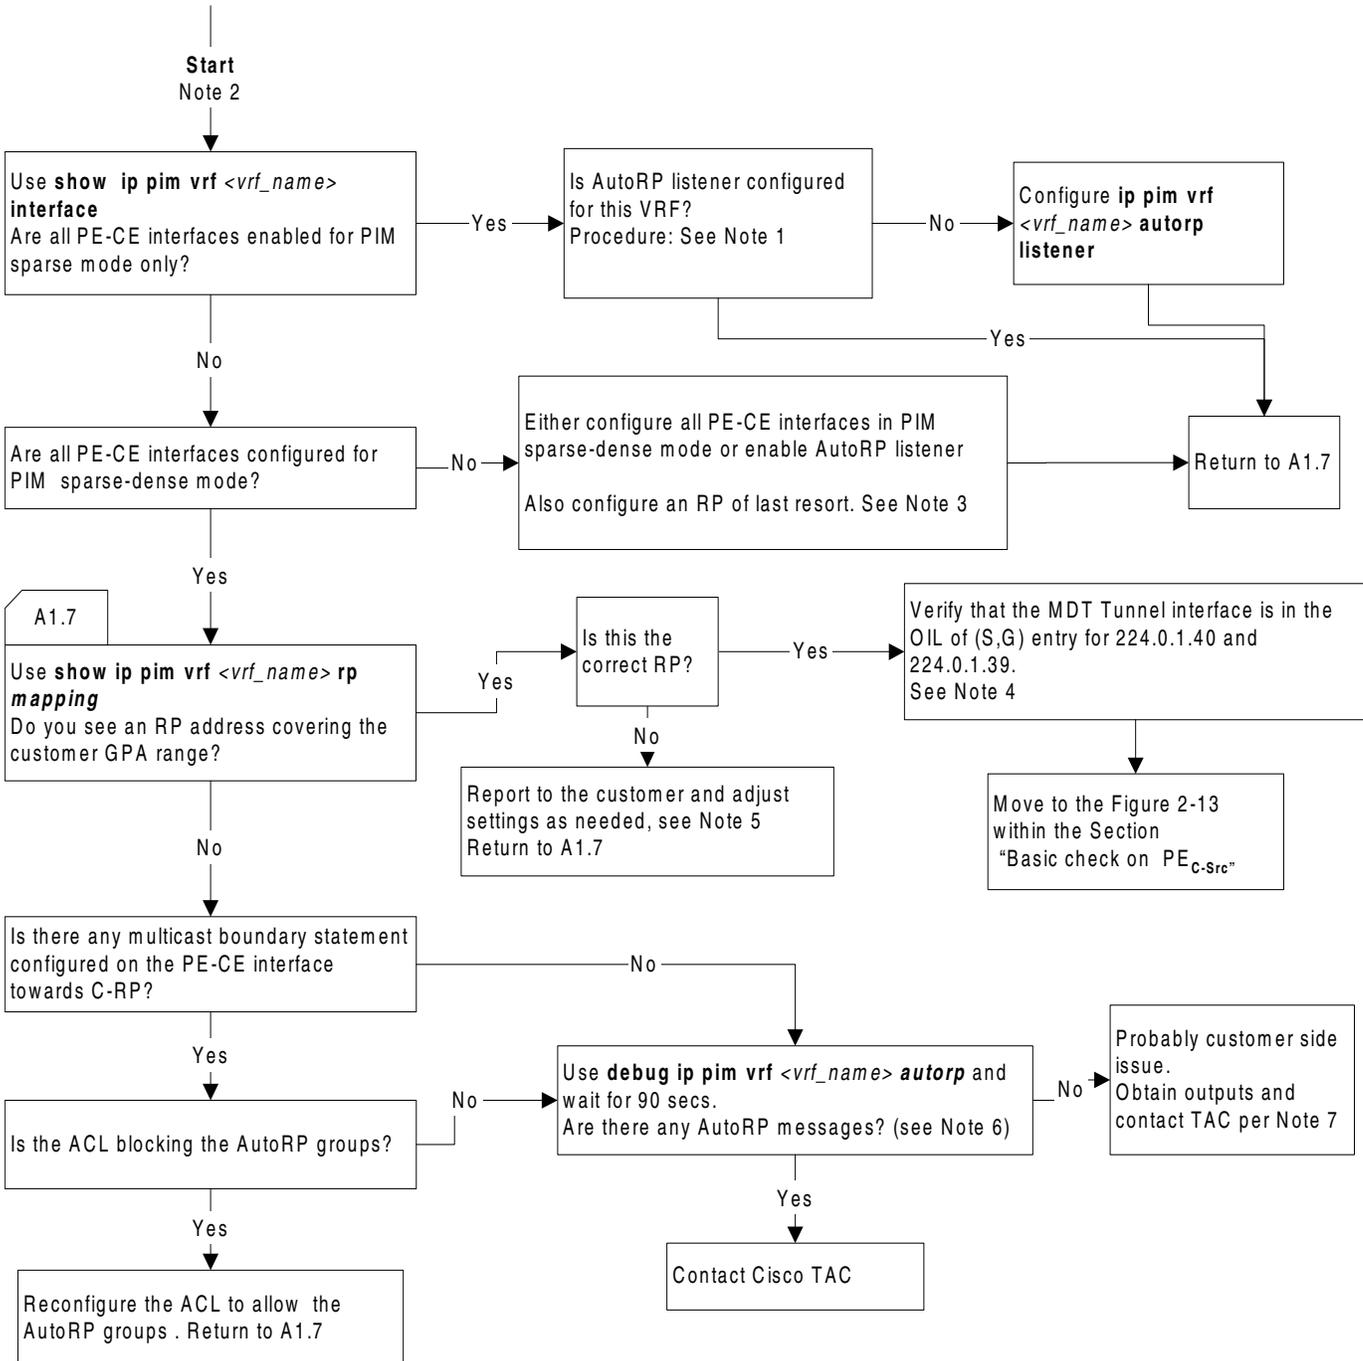 Start
Note 2
Use show ip pim vrf <vrf_name>
interface
Are all PE-CE interfaces enabled for PIM
sparse mode only?
Yes
Is AutoRP listener configured
for this VRF?
Procedure: See Note 1
No
Configure ip pim vrf
<vrf_name> autorp
listener
Yes
No
Are all PE-CE interfaces configured for
PIM sparse-dense mode?
No
Either configure all PE-CE interfaces in PIM
sparse-dense mode or enable AutoRP listener
Also configure an RP of last resort. See Note 3
Return to A1.7
Yes
A1.7
Use show ip pim vrf <vrf_name> rp
mapping
Do you see an RP address covering the
customer GPA range?
Yes
Is this the
correct RP?
Yes
Verify that the MDT Tunnel interface is in the
OIL of (S,G) entry for 224.0.1.40 and
224.0.1.39.
See Note 4
No
Report to the customer and adjust
settings as needed, see Note 5
Return to A1.7
Move to the Figure 2-13
within the Section
“Basic check on PEC-Src”
No
Is there any multicast boundary statement
configured on the PE-CE interface
towards C-RP?
No
Yes
Is the ACL blocking the AutoRP groups?
No
Use debug ip pim vrf <vrf_name> autorp and
wait for 90 secs.
Are there any AutoRP messages? (see Note 6)
No
Probably customer side
issue.
Obtain outputs and
contact TAC per Note 7
Yes
Contact Cisco TAC
Yes
Reconfigure the ACL to allow the
AutoRP groups . Return to A1.7